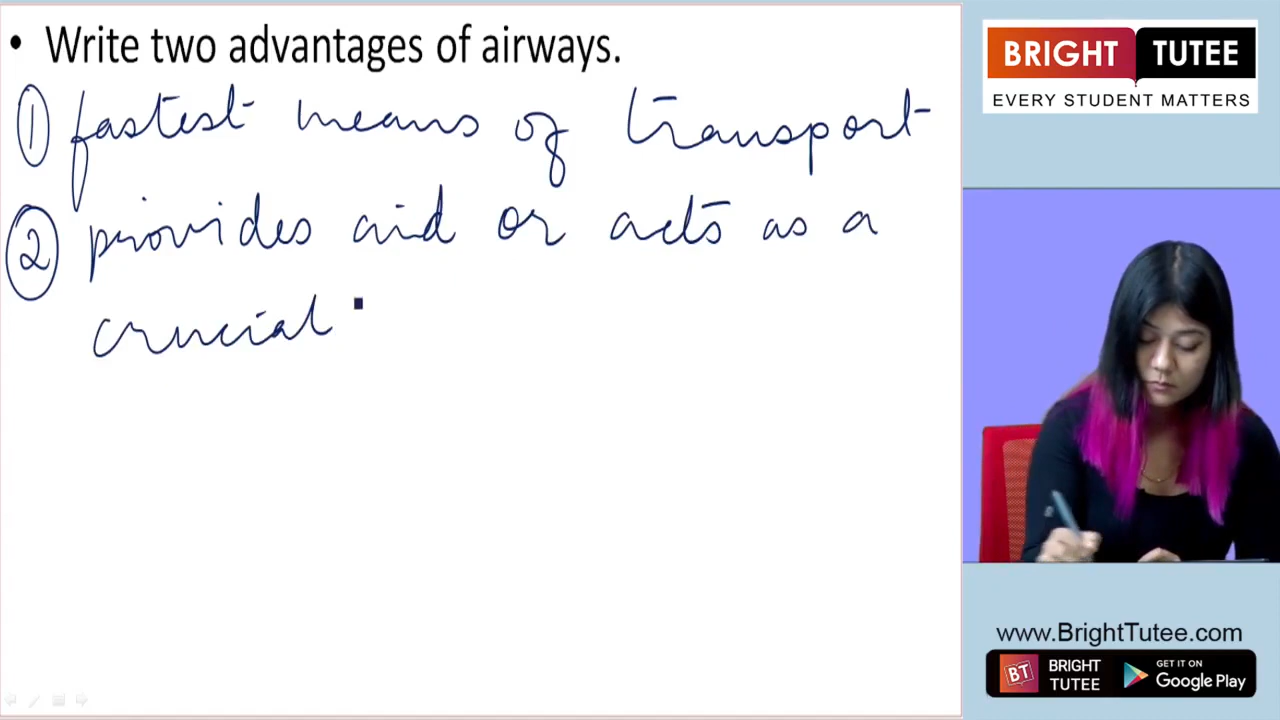 • Write two advantages of airways.
① fastest means of transport
② provides aid or acts as a
crucial
BRIGHT TUTEE
EVERY STUDENT MATTERS
www.BrightTutee.com
BT BRIGHT TUTEE
GET IT ON
Google Play